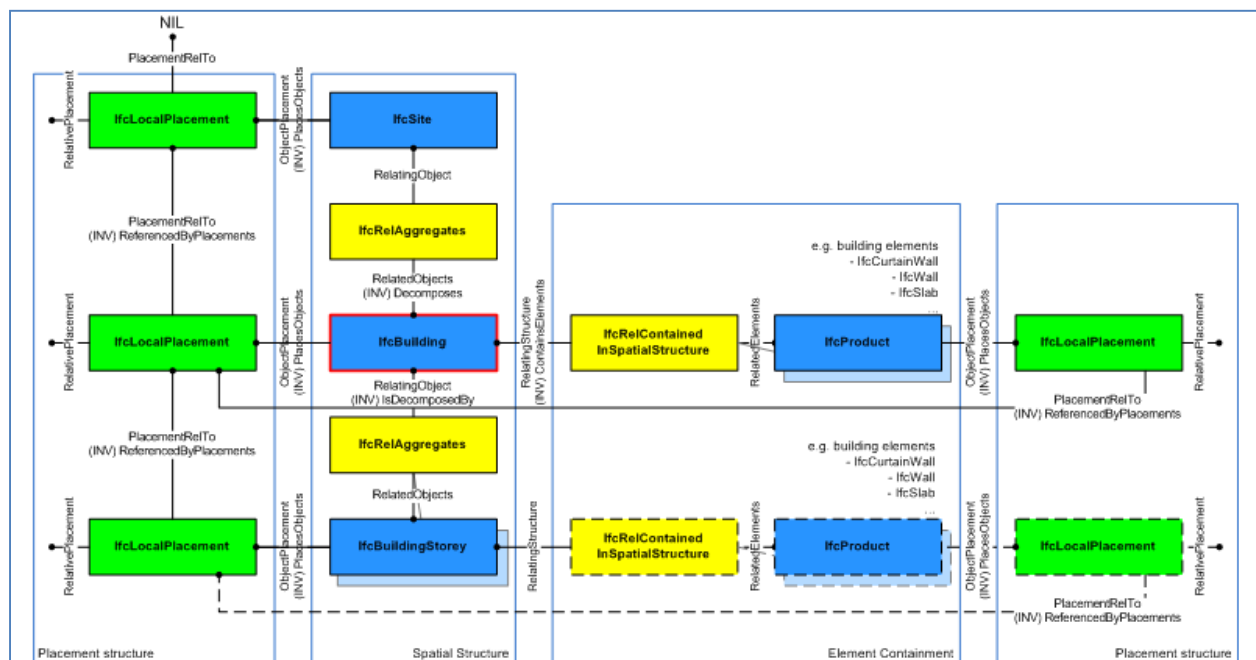 NIL
PlacementRelTo
RelativePlacement
IfcLocalPlacement
ObjectPlacement
(INV) PlacesObjects
IfcSite
RelatingObject
PlacementRelTo
(INV) ReferencedByPlacements
IfcRelAggregates
RelatedObjects
(INV) Decomposes
e.g. building elements
- IfcCurtainWall
- IfcWall
- IfcSlab
...
RelativePlacement
IfcLocalPlacement
ObjectPlacement
(INV) PlacesObjects
IfcBuilding
RelatingStructure
(INV) ContainsElements
IfcRelContained
InSpatialStructure
RelatedElements
IfcProduct
ObjectPlacement
(INV) PlacesObjects
IfcLocalPlacement
RelativePlacement
RelatingObject
(INV) IsDecomposedBy
PlacementRelTo
(INV) ReferencedByPlacements
PlacementRelTo
(INV) ReferencedByPlacements
IfcRelAggregates
RelatedObjects
e.g. building elements
- IfcCurtainWall
- IfcWall
- IfcSlab
...
RelativePlacement
IfcLocalPlacement
ObjectPlacement
(INV) PlacesObjects
IfcBuildingStorey
RelatingStructure
IfcRelContained
InSpatialStructure
RelatedElements
IfcProduct
ObjectPlacement
(INV) PlacesObjects
IfcLocalPlacement
RelativePlacement
PlacementRelTo
(INV) ReferencedByPlacements
Placement structure
Spatial Structure
Element Containment
Placement structure